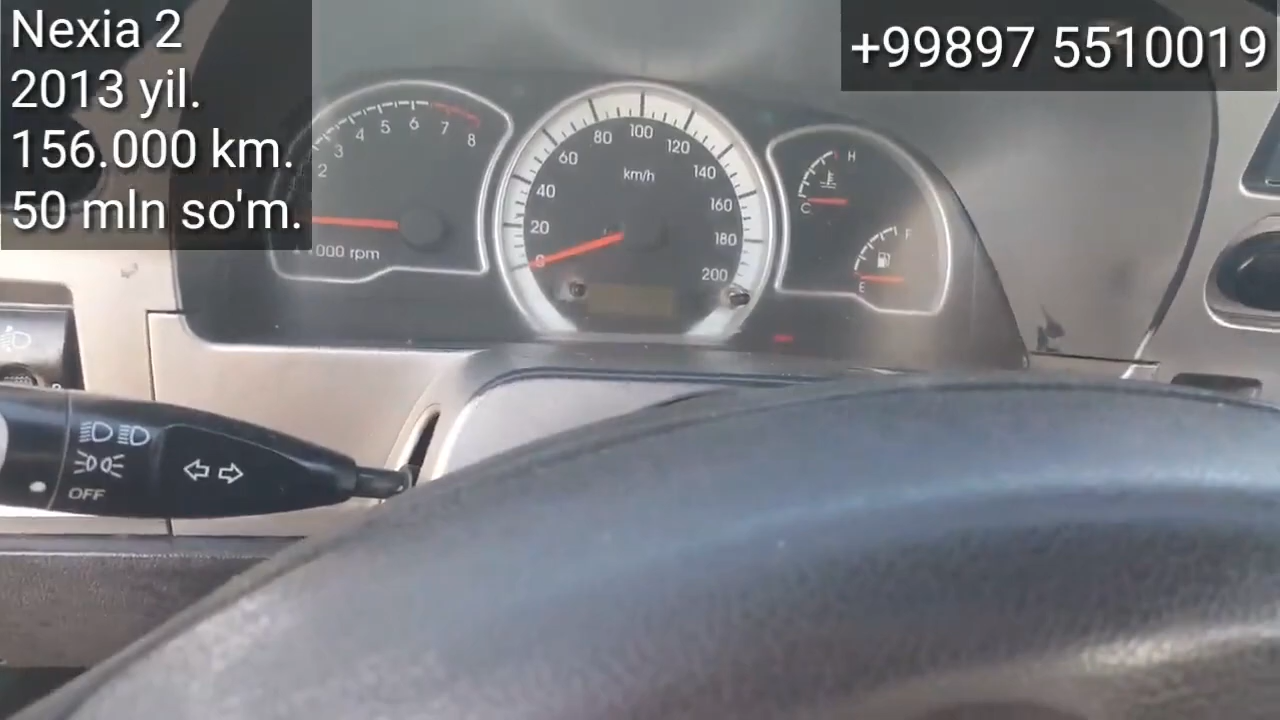 Nexia 2
2013 yil.
156.000 km.
50 mln so'm.
+99897 5510019
2 3 4 5 6 7 8
000 rpm
20 40 60 80 100 120 140 160 180 200
km/h
H
C
F
E
OFF